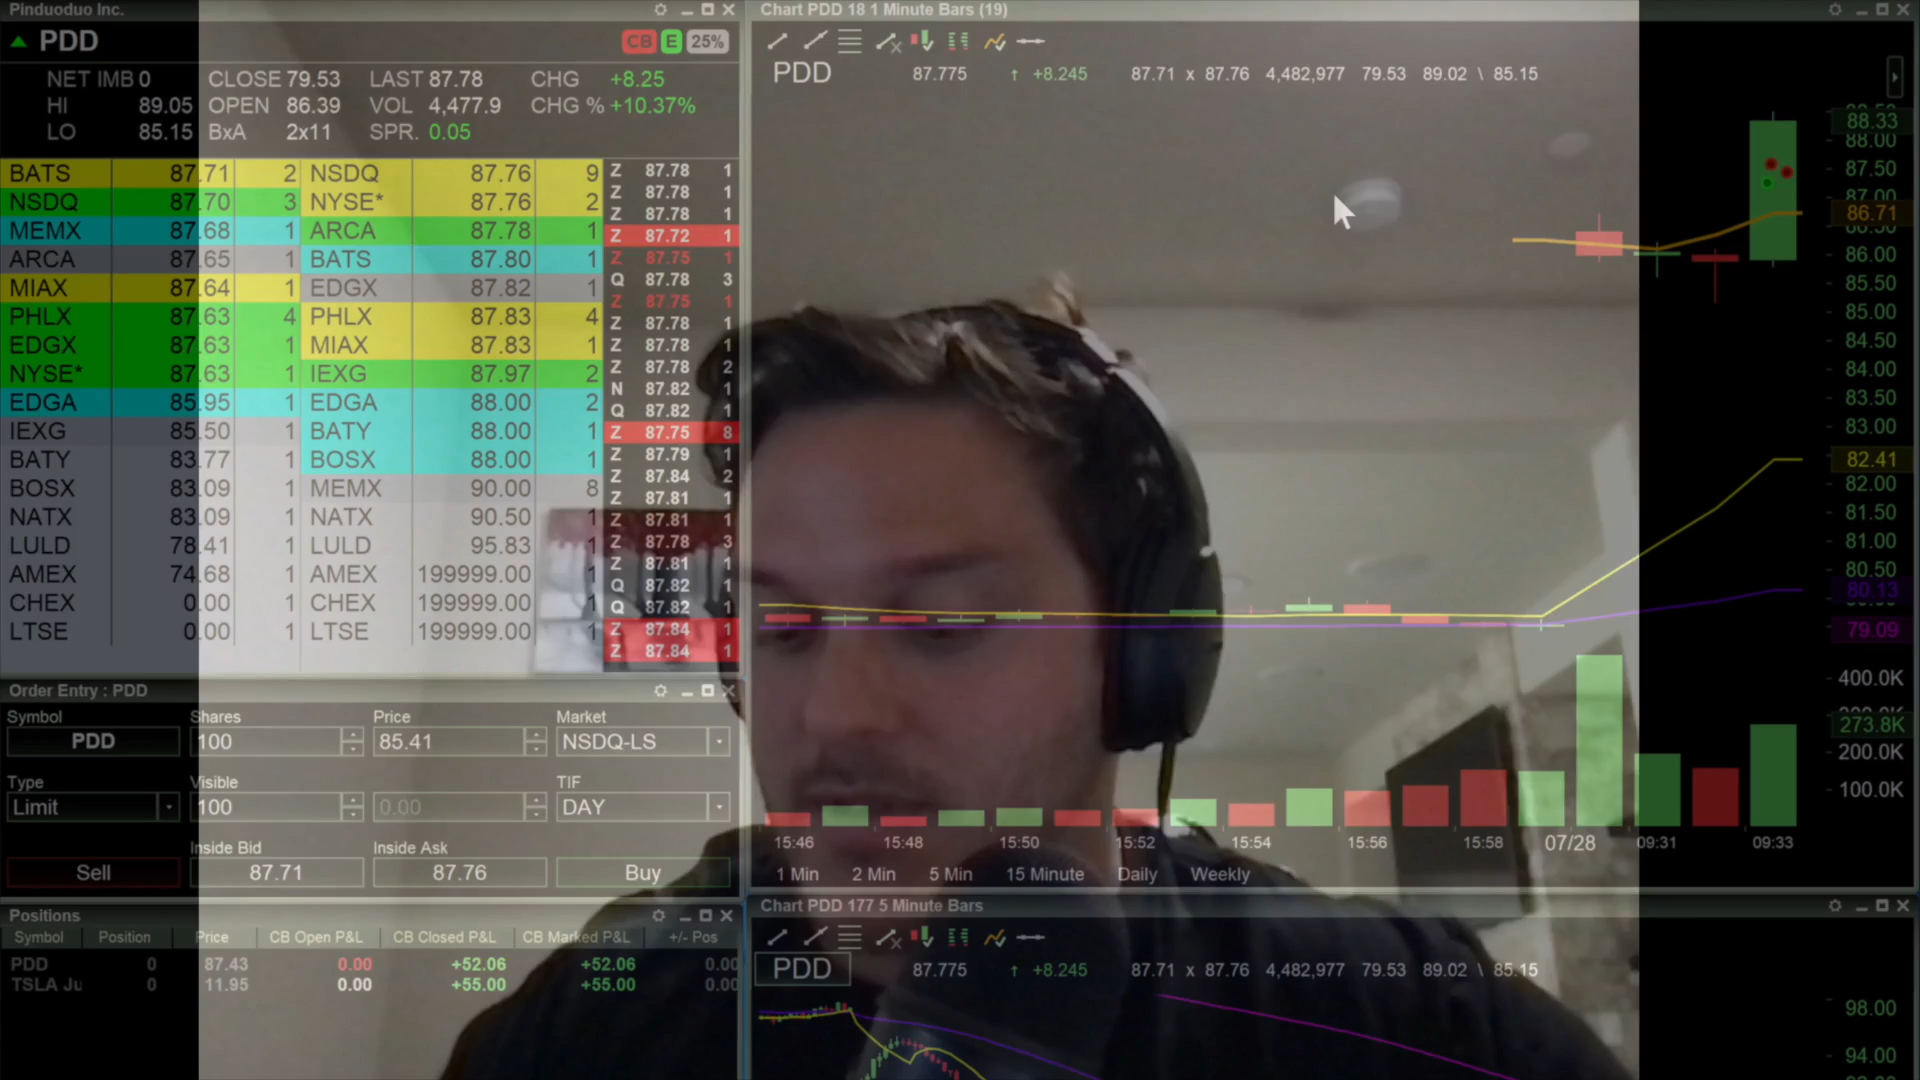 Pinduoduo Inc.
PDD
CB E 25%
NET IMB 0 CLOSE 79.53 LAST 87.78 CHG +8.25
HI 89.05 OPEN 86.39 VOL 4,477.9 CHG % +10.37%
LO 85.15 BxA 2x11 SPR. 0.05
BATS 87.71 2 NSDQ 87.76 9
NSDQ 87.70 3 NYSE* 87.76 2
MEMX 87.68 1 ARCA 87.78 1
ARCA 87.65 1 BATS 87.80 1
MIAX 87.64 1 EDGX 87.82 1
PHLX 87.63 4 PHLX 87.83 4
EDGX 87.63 1 MIAX 87.83 1
NYSE* 87.63 1 IEXG 87.97 2
EDGA 85.95 1 EDGA 88.00 2
IEXG 85.50 1 BATY 88.00 1
BATY 83.77 1 BOSX 88.00 1
BOSX 83.09 1 MEMX 90.00 8
NATX 83.09 1 NATX 90.50 1
LULD 78.41 1 LULD 95.83 1
AMEX 74.68 1 AMEX 199999.00 1
CHEX 0.00 1 CHEX 199999.00 1
LTSE 0.00 1 LTSE 199999.00 1
Z 87.78 1
Z 87.78 1
Z 87.78 1
Z 87.72 1
Z 87.75 1
Q 87.78 3
Z 87.75 1
Z 87.78 1
Z 87.78 1
Z 87.78 2
N 87.82 1
Q 87.82 1
Z 87.75 8
Z 87.79 1
Z 87.84 2
Z 87.81 1
Z 87.81 1
Z 87.78 3
Z 87.81 1
Q 87.82 1
Q 87.82 1
Z 87.84 1
Z 87.84 1
Order Entry : PDD
Symbol Shares Price Market
PDD 100 85.41 NSDQ-LS
Type Visible TIF
Limit 100 0.00 DAY
Inside Bid Inside Ask
Sell 87.71 87.76 Buy
Positions
Symbol Position Price CB Open P&L CB Closed P&L CB Marked P&L +/- Pos
PDD 0 87.43 0.00 +52.06 +52.06 0.00
TSLA Ju 0 11.95 0.00 +55.00 +55.00 0.00
Chart PDD 18 1 Minute Bars (19)
PDD 87.775 ↑ +8.245 87.71 x 87.76 4,482,977 79.53 89.02 \ 85.15
88.33
88.00
87.50
87.00
86.71
86.00
85.50
85.00
84.50
84.00
83.50
83.00
82.41
82.00
81.50
81.00
80.50
80.13
79.09
400.0K
273.8K
200.0K
100.0K
15:46 15:48 15:50 15:52 15:54 15:56 15:58 07/28 09:31 09:33
1 Min 2 Min 5 Min 15 Minute Daily Weekly
Chart PDD 177 5 Minute Bars
PDD 87.775 ↑ +8.245 87.71 x 87.76 4,482,977 79.53 89.02 \ 85.15
98.00
94.00